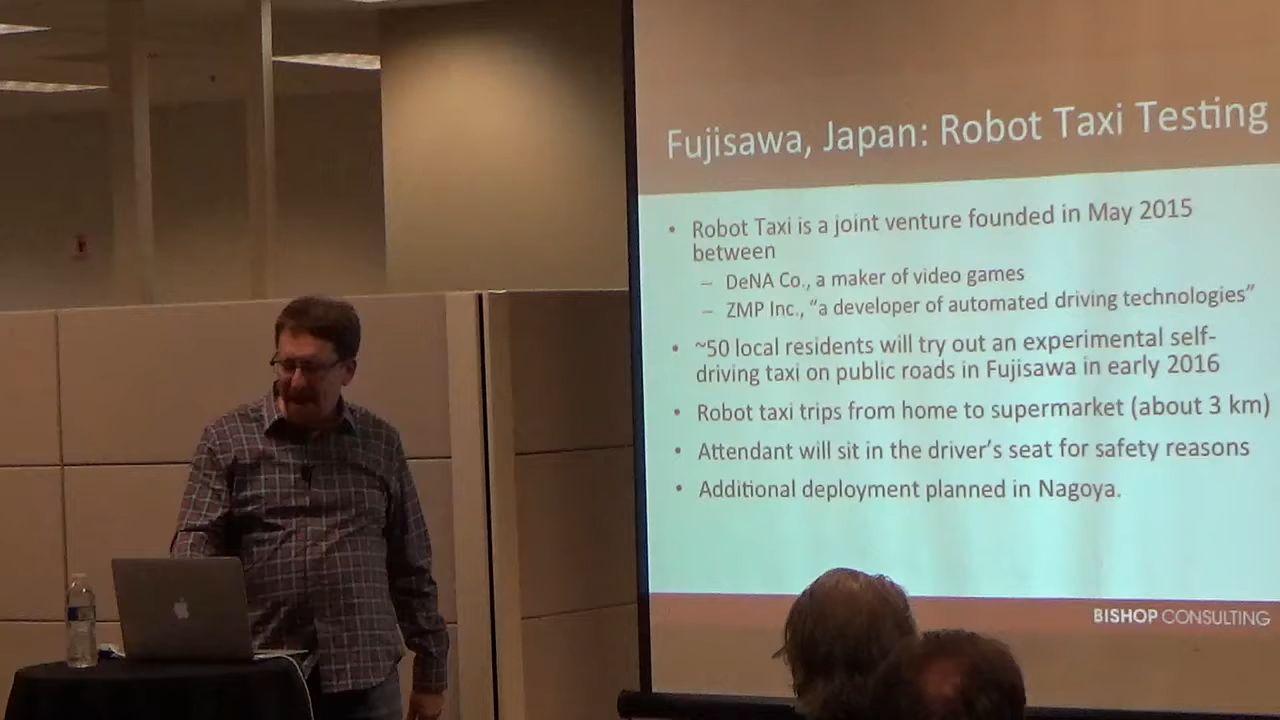 Fujisawa, Japan: Robot Taxi Testing
• Robot Taxi is a joint venture founded in May 2015
between
– DeNA Co., a maker of video games
– ZMP Inc., “a developer of automated driving technologies”
• ~50 local residents will try out an experimental self-
driving taxi on public roads in Fujisawa in early 2016
• Robot taxi trips from home to supermarket (about 3 km)
• Attendant will sit in the driver’s seat for safety reasons
• Additional deployment planned in Nagoya.
BISHOP CONSULTING